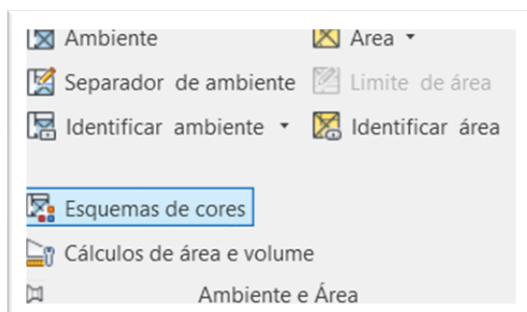 Ambiente Área
Separador de ambiente Limite de área
Identificar ambiente Identificar área
Esquemas de cores
Cálculos de área e volume
Ambiente e Área